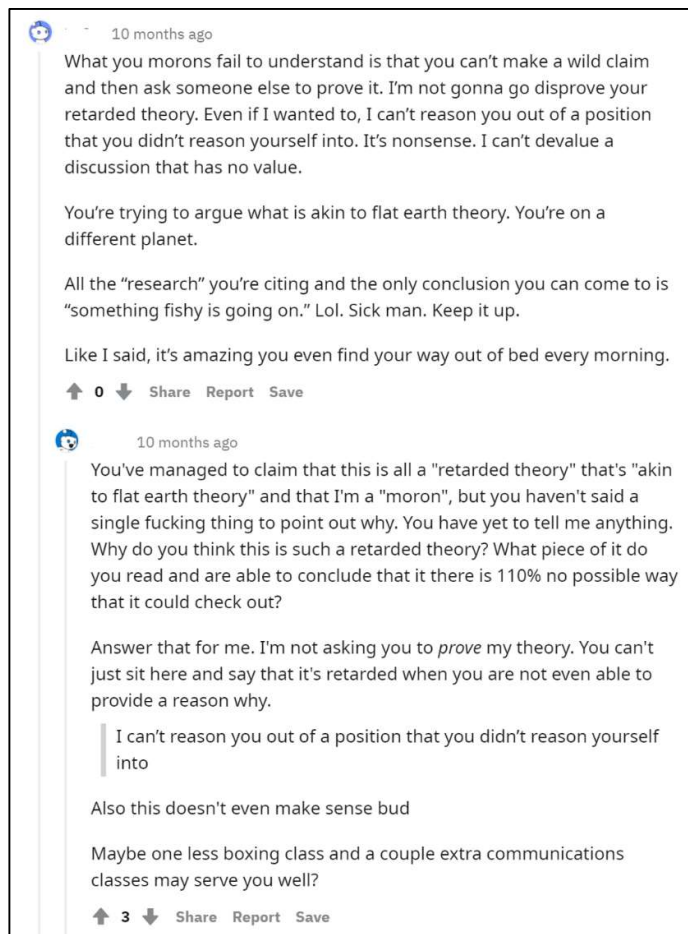 10 months ago
What you morons fail to understand is that you can’t make a wild claim
and then ask someone else to prove it. I’m not gonna go disprove your
retarded theory. Even if I wanted to, I can’t reason you out of a position
that you didn’t reason yourself into. It’s nonsense. I can’t devalue a
discussion that has no value.
You’re trying to argue what is akin to flat earth theory. You’re on a
different planet.
All the “research” you’re citing and the only conclusion you can come to is
“something fishy is going on.” Lol. Sick man. Keep it up.
Like I said, it’s amazing you even find your way out of bed every morning.
0 Share Report Save
10 months ago
You've managed to claim that this is all a "retarded theory" that's "akin
to flat earth theory" and that I'm a "moron", but you haven't said a
single fucking thing to point out why. You have yet to tell me anything.
Why do you think this is such a retarded theory? What piece of it do
you read and are able to conclude that it there is 110% no possible way
that it could check out?
Answer that for me. I'm not asking you to prove my theory. You can't
just sit here and say that it's retarded when you are not even able to
provide a reason why.
I can’t reason you out of a position that you didn’t reason yourself
into
Also this doesn't even make sense bud
Maybe one less boxing class and a couple extra communications
classes may serve you well?
3 Share Report Save